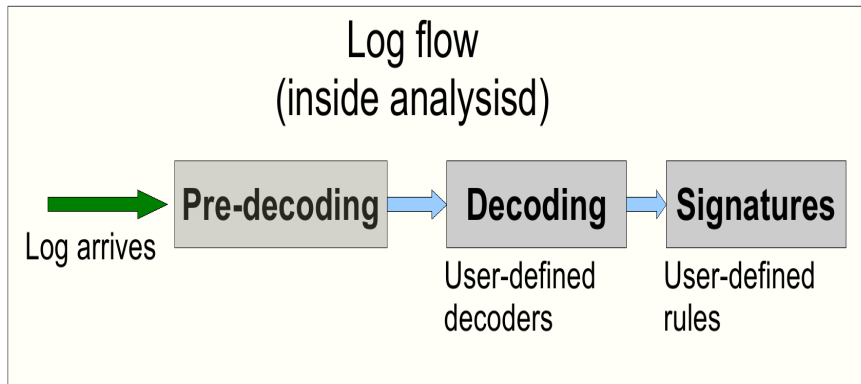 Log flow
(inside analysisd)
Pre-decoding
Decoding
Signatures
Log arrives
User-defined
decoders
User-defined
rules